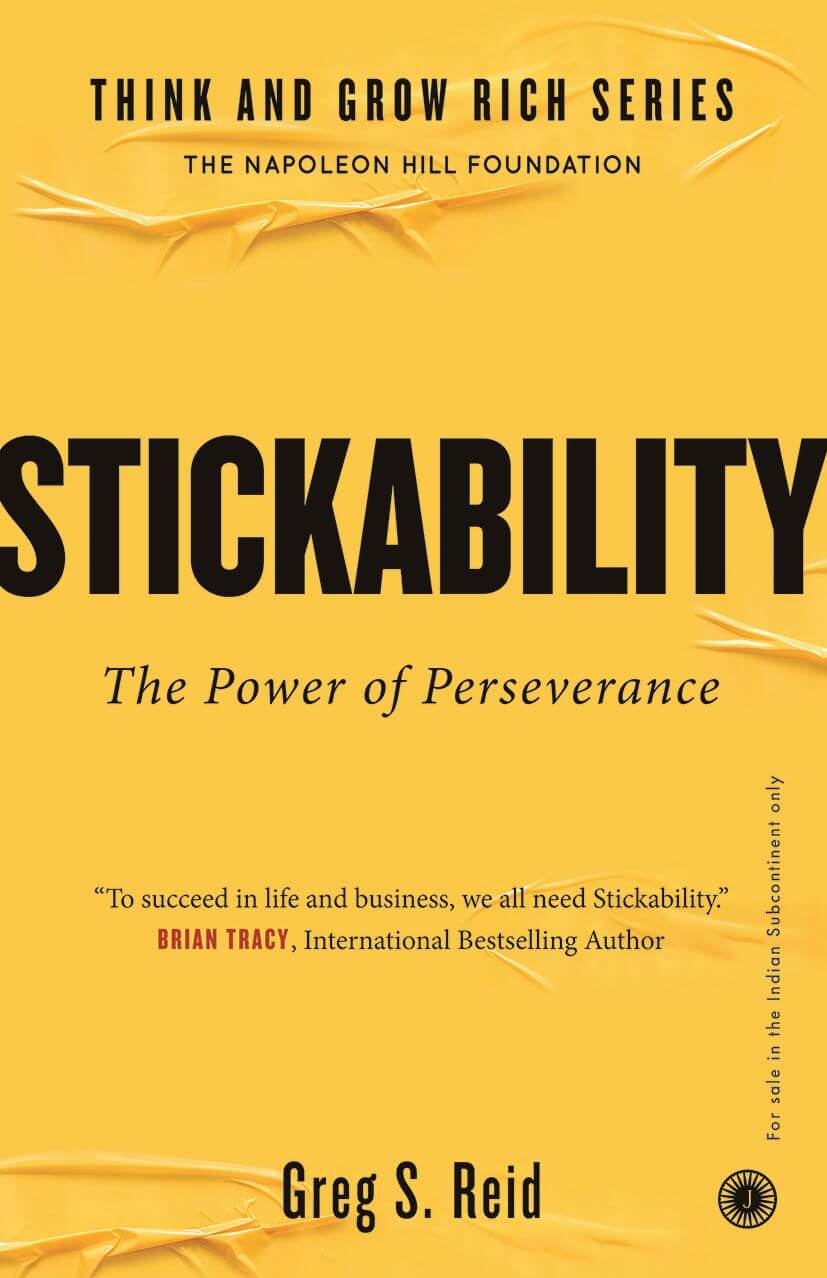 THINK AND GROW RICH SERIES
THE NAPOLEON HILL FOUNDATION
STICKABILITY
The Power of Perseverance
“To succeed in life and business, we all need Stickability.”
BRIAN TRACY, International Bestselling Author
For sale in the Indian Subcontinent only
Greg S. Reid
J